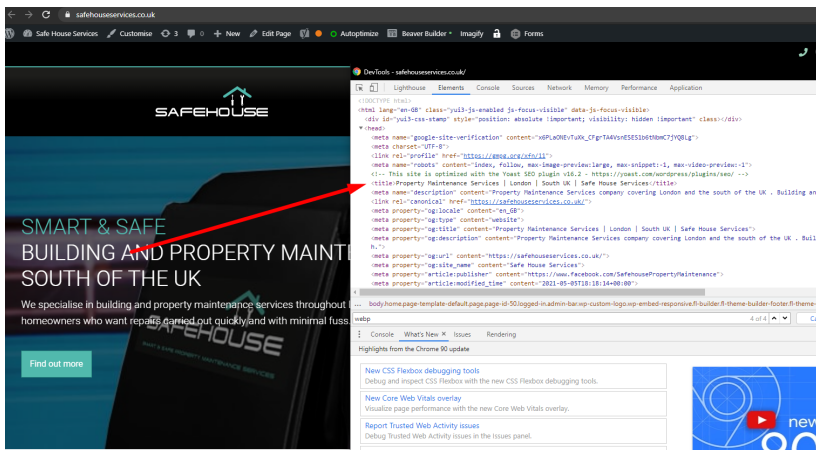 safehouseservices.co.uk
Safe House Services Customise 3 0 New Edit Page Autoptimize Beaver Builder Imagify Forms
SAFEHOUSE
SMART & SAFE
BUILDING AND PROPERTY MAINT
SOUTH OF THE UK
We specialise in building and property maintenance services throughout
homeowners who want repairs carried out quickly and with minimal fuss.
SAFEHOUSE
SMART & SAFE PROPERTY MAINTENANCE SERVICES
Find out more
DevTools - safehouseservices.co.uk/
Lighthouse Elements Console Sources Network Memory Performance Application
<!DOCTYPE html>
<html lang="en-GB" class="yui3-js-enabled js-focus-visible" data-js-focus-visible>
<div id="yui3-css-stamp" style="position: absolute !important; visibility: hidden !important" class></div>
<head>
<meta name="google-site-verification" content=
<meta charset="UTF-8">
<link rel="profile" href="https://gmpg.org/xfn/11">
<meta name="robots" content="index, follow, max-image-preview:large, max-snippet:-1, max-video-preview:-1">
<!-- This site is optimized with the Yoast SEO plugin v16.2 - https://yoast.com/wordpress/plugins/seo/ -->
<title>Property Maintenance Services | London | South UK | Safe House Services</title>
<meta name="description" content="Property Maintenance Services company covering London and the south of the UK . Building an
<link rel="canonical" href="https://safehouseservices.co.uk/">
<meta property="og:locale" content="en_GB">
<meta property="og:type" content="website">
<meta property="og:title" content="Property Maintenance Services | London | South UK | Safe House Services">
<meta property="og:description" content="Property Maintenance Services company covering London and the south of the UK . Buil
h.">
<meta property="og:url" content="https://safehouseservices.co.uk/">
<meta property="og:site_name" content="Safe House Services">
<meta property="article:publisher" content="https://www.facebook.com/SafehousePropertyMaintenance">
<meta property="article:modified_time" content="2021-05-05T18:18:14+00:00">
... body.home.page-template-default.page.page-id-50.logged-in.admin-bar.wp-custom-logo.wp-embed-responsive.fl-builder.fl-theme-builder-footer.fl-theme-
webp 4 of 4 Ca
Console What's New × Issues Rendering
Highlights from the Chrome 90 update
New CSS Flexbox debugging tools
Debug and inspect CSS Flexbox with the new CSS Flexbox debugging tools.
New Core Web Vitals overlay
Visualize page performance with the new Core Web Vitals overlay.
Report Trusted Web Activity issues
Debug Trusted Web Activity issues in the Issues panel.
new